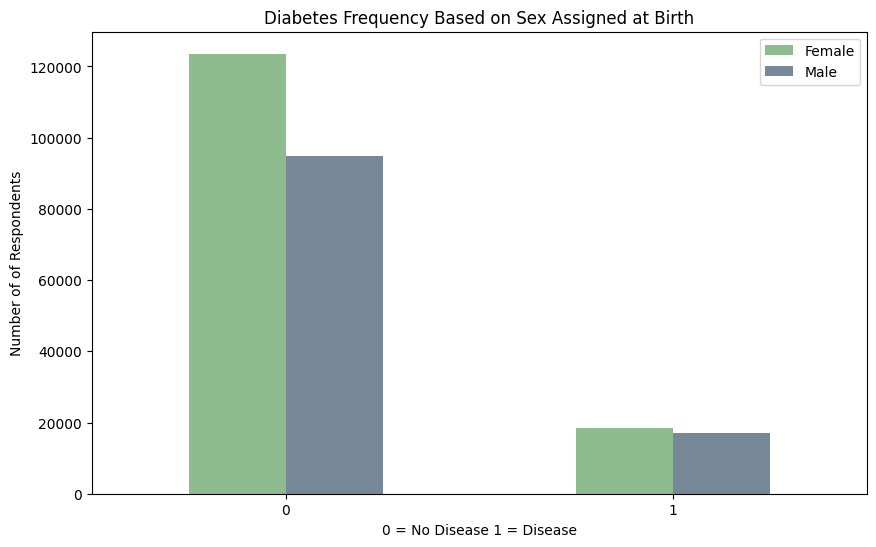 Diabetes Frequency Based on Sex Assigned at Birth
Female
Male
Number of of Respondents
120000
100000
80000
60000
40000
20000
0
0
1
0 = No Disease 1 = Disease